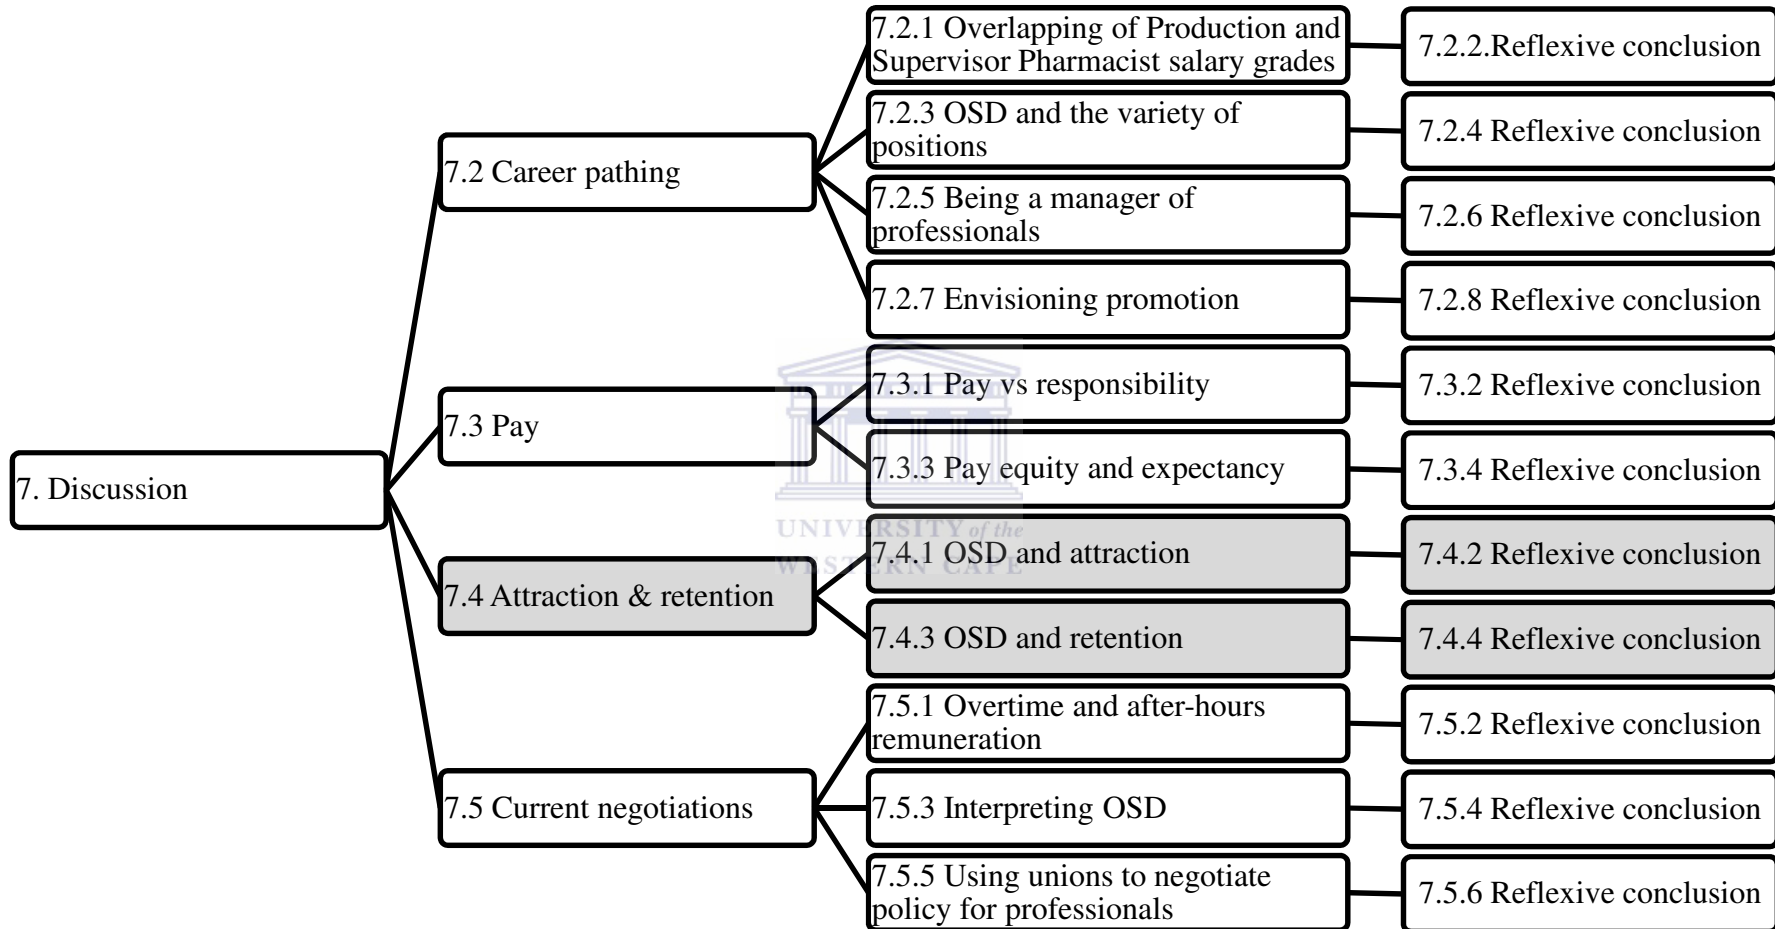 7. Discussion
7.2 Career pathing
7.2.1 Overlapping of Production and
Supervisor Pharmacist salary grades
7.2.2.Reflexive conclusion
7.2.3 OSD and the variety of
positions
7.2.4 Reflexive conclusion
7.2.5 Being a manager of
professionals
7.2.6 Reflexive conclusion
7.2.7 Envisioning promotion
7.2.8 Reflexive conclusion
7.3 Pay
7.3.1 Pay vs responsibility
7.3.2 Reflexive conclusion
7.3.3 Pay equity and expectancy
7.3.4 Reflexive conclusion
7.4 Attraction & retention
7.4.1 OSD and attraction
7.4.2 Reflexive conclusion
7.4.3 OSD and retention
7.4.4 Reflexive conclusion
7.5 Current negotiations
7.5.1 Overtime and after-hours
remuneration
7.5.2 Reflexive conclusion
7.5.3 Interpreting OSD
7.5.4 Reflexive conclusion
7.5.5 Using unions to negotiate
policy for professionals
7.5.6 Reflexive conclusion
UNIVERSITY of the
WESTERN CAPE